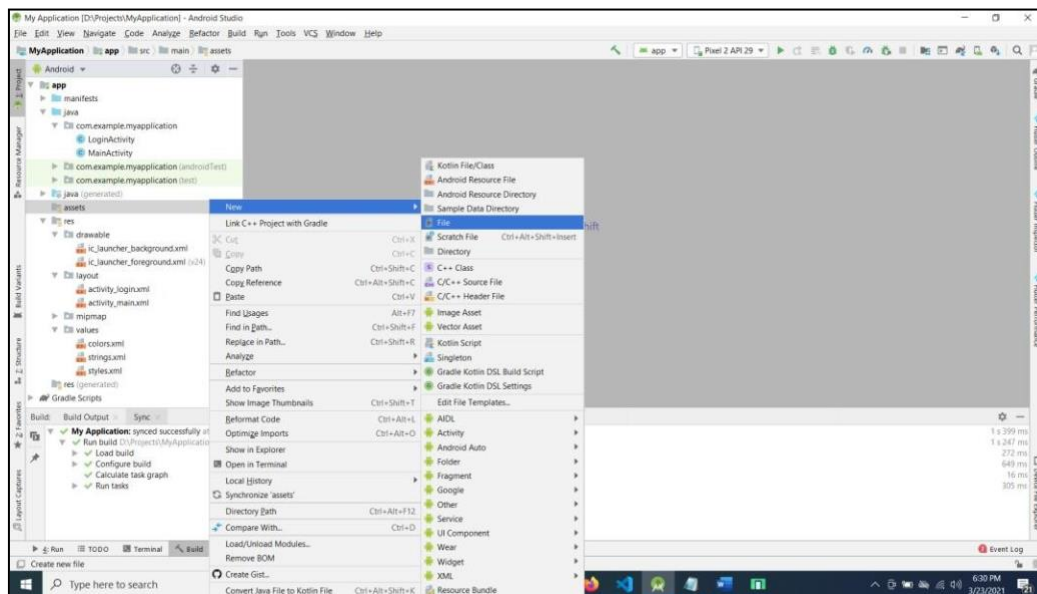 My Application [D:\Projects\MyApplication] - Android Studio
File Edit View Navigate Code Analyze Refactor Build Run Tools VCS Window Help
MyApplication app src main assets
app Pixel 2 API 29
Android
1: Project
Resource Manager
Build Variants
2: Structure
2: Favorites
Layout Captures
app
manifests
java
com.example.myapplication
LoginActivity
MainActivity
com.example.myapplication (androidTest)
com.example.myapplication (test)
java (generated)
assets
res
drawable
ic_launcher_background.xml
ic_launcher_foreground.xml (v24)
layout
activity_login.xml
activity_main.xml
mipmap
values
colors.xml
strings.xml
styles.xml
res (generated)
Gradle Scripts
New
Link C++ Project with Gradle
Cut Ctrl+X
Copy Ctrl+C
Copy Path Ctrl+Shift+C
Copy Reference Ctrl+Alt+Shift+C
Paste Ctrl+V
Find Usages Alt+F7
Find in Path... Ctrl+Shift+F
Replace in Path... Ctrl+Shift+R
Analyze
Refactor
Add to Favorites
Show Image Thumbnails Ctrl+Shift+T
Reformat Code Ctrl+Alt+L
Optimize Imports Ctrl+Alt+O
Show in Explorer
Open in Terminal
Local History
Synchronize 'assets'
Directory Path Ctrl+Alt+F12
Compare With... Ctrl+D
Load/Unload Modules...
Remove BOM
Create Gist...
Convert Java File to Kotlin File Ctrl+Alt+Shift+K
Kotlin File/Class
Android Resource File
Android Resource Directory
Sample Data Directory
File
Scratch File Ctrl+Alt+Shift+Insert
Directory
C++ Class
C/C++ Source File
C/C++ Header File
Image Asset
Vector Asset
Kotlin Script
Singleton
Gradle Kotlin DSL Build Script
Gradle Kotlin DSL Settings
Edit File Templates...
AIDL
Activity
Android Auto
Folder
Fragment
Google
Other
Service
UI Component
Wear
Widget
XML
Resource Bundle
Build: Build Output Sync
My Application: synced successfully at
Run build D:\Projects\MyApplicatio
Load build
Configure build
Calculate task graph
Run tasks
1 s 399 ms
1 s 247 ms
272 ms
649 ms
16 ms
305 ms
4: Run TODO Terminal Build
Event Log
Create new file
Type here to search
6:30 PM
3/23/2021
21